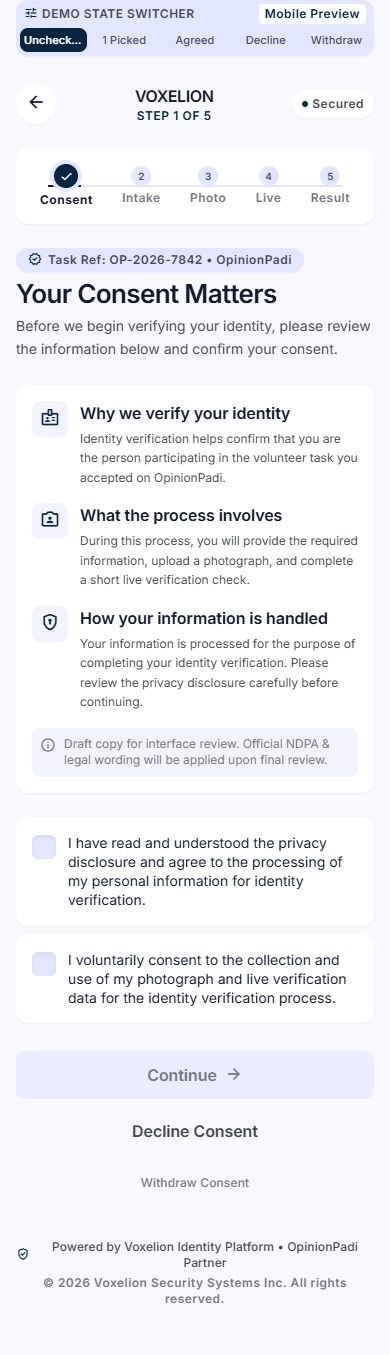 DEMO STATE SWITCHER
Mobile Preview
Uncheck... 1 Picked Agreed Decline Withdraw
VOXELION
STEP 1 OF 5
Secured
2 3 4 5
Consent Intake Photo Live Result
Task Ref: OP-2026-7842 • OpinionPadi
Your Consent Matters
Before we begin verifying your identity, please review
the information below and confirm your consent.
Why we verify your identity
Identity verification helps confirm that you are
the person participating in the volunteer task you
accepted on OpinionPadi.
What the process involves
During this process, you will provide the required
information, upload a photograph, and complete
a short live verification check.
How your information is handled
Your information is processed for the purpose of
completing your identity verification. Please
review the privacy disclosure carefully before
continuing.
Draft copy for interface review. Official NDPA &
legal wording will be applied upon final review.
I have read and understood the privacy
disclosure and agree to the processing of
my personal information for identity
verification.
I voluntarily consent to the collection and
use of my photograph and live verification
data for the identity verification process.
Continue →
Decline Consent
Withdraw Consent
Powered by Voxelion Identity Platform • OpinionPadi
Partner
© 2026 Voxelion Security Systems Inc. All rights
reserved.